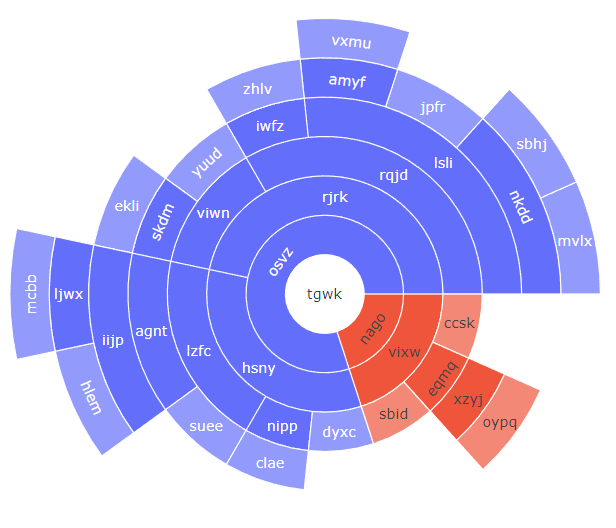 vxmu
amyf
zhlv
jpfr
iwfz
sbhj
yuud
lsli
rqjd
nkdd
ekli
skdm
viwn
rjrk
mvlx
osvz
tgwk
mcbb
ljwx
iijp
agnt
lzfc
hsny
nago
vixw
ccsk
eqmq
xzyj
oypq
hlem
suee
nipp
dyxc
sbid
clae